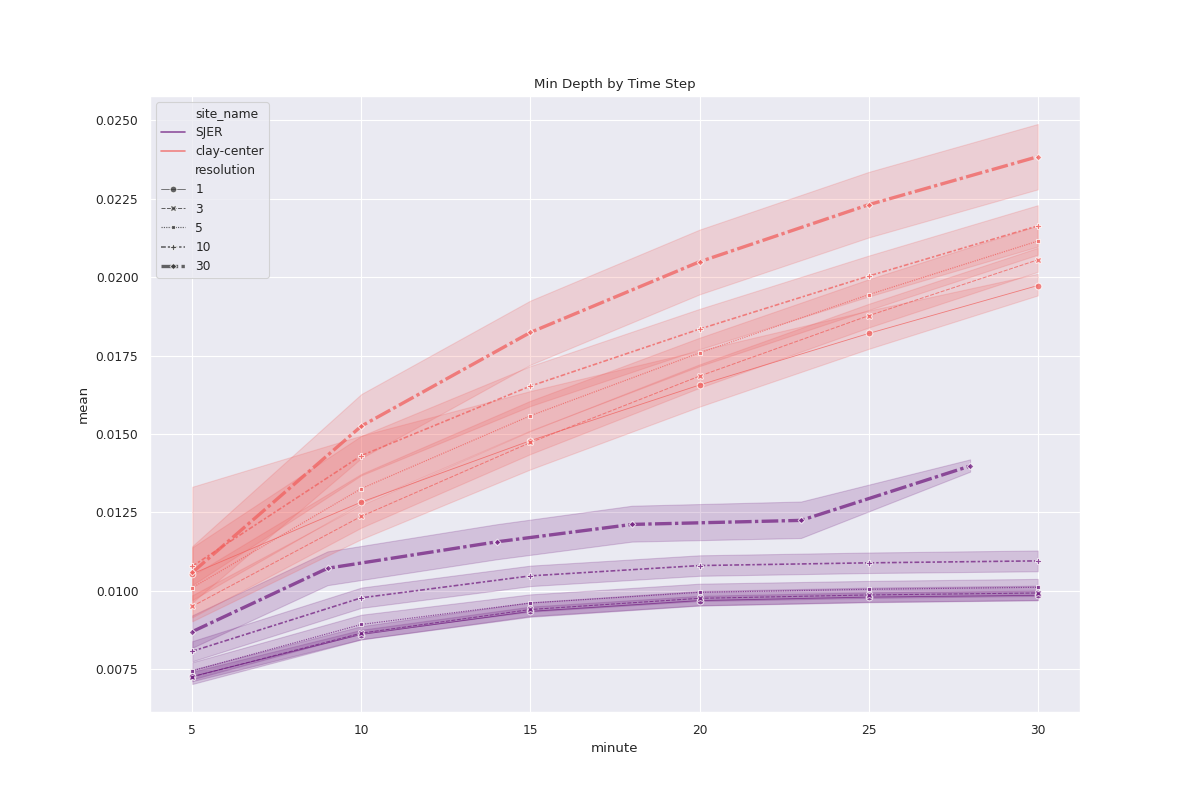 Min Depth by Time Step
site_name
SJER
clay-center
resolution
1
3
5
10
30
0.0250
0.0225
0.0200
0.0175
0.0150
0.0125
0.0100
0.0075
mean
5 10 15 20 25 30
minute